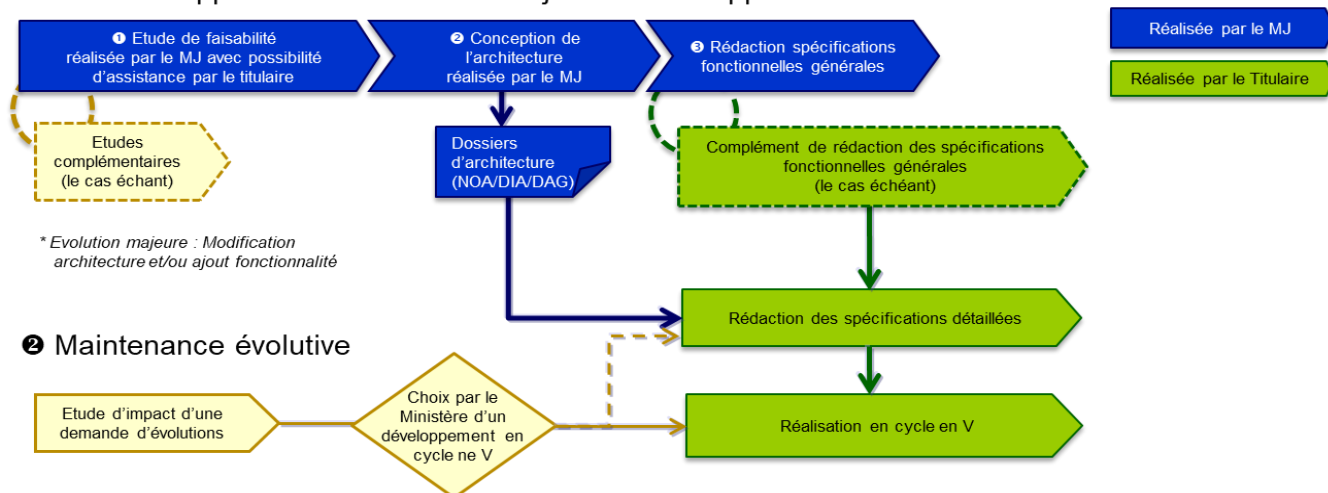 ❶ Etude de faisabilité
réalisée par le MJ avec possibilité
d'assistance par le titulaire
❷ Conception de
l'architecture
réalisée par le MJ
❸ Rédaction spécifications
fonctionnelles générales
Réalisée par le MJ
Réalisée par le Titulaire
Etudes
complémentaires
(le cas échant)
Dossiers
d'architecture
(NOA/DIA/DAG)
Complément de rédaction des spécifications
fonctionnelles générales
(le cas échéant)
* Evolution majeure : Modification
architecture et/ou ajout fonctionnalité
Rédaction des spécifications détaillées
❷ Maintenance évolutive
Etude d'impact d'une
demande d'évolutions
Choix par le
Ministère d'un
développement en
cycle ne V
Réalisation en cycle en V